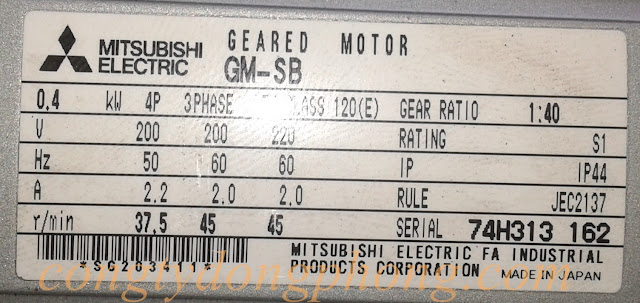 MITSUBISHI ELECTRIC GEARED MOTOR
GM-SB
0.4 kW 4P 3PHASE CLASS 120(E) GEAR RATIO 1:40
V 200 200 220 RATING S1
Hz 50 60 60 IP IP44
A 2.2 2.0 2.0 RULE JEC2137
r/min 37.5 45 45 SERIAL 74H313 162
*SC203411*
MITSUBISHI ELECTRIC FA INDUSTRIAL
PRODUCTS CORPORATION MADE IN JAPAN
congtydongphong.com